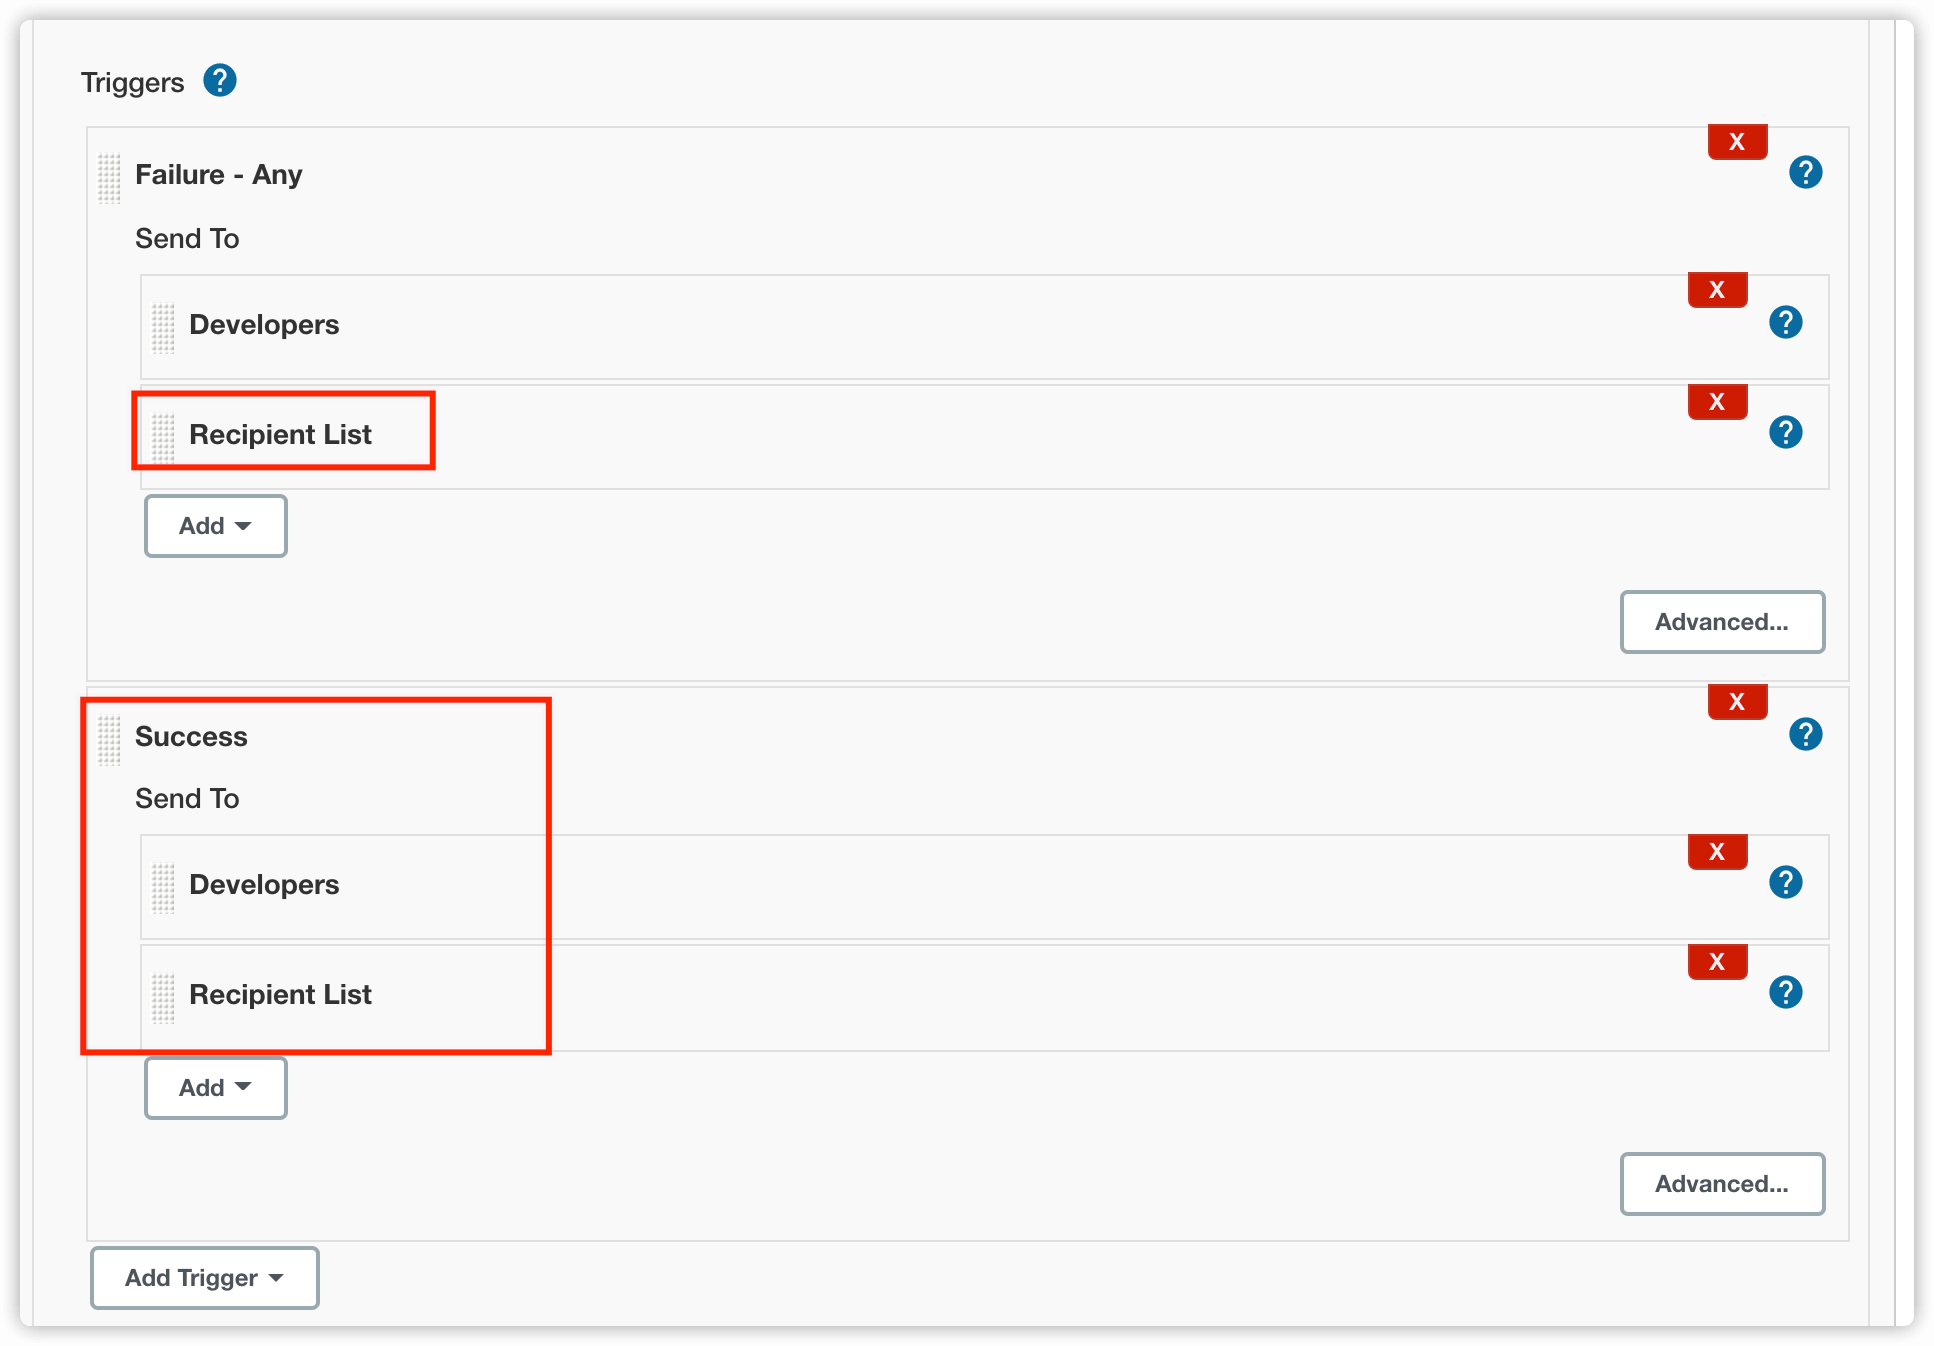 Triggers ?
X
Failure - Any ?
Send To
X
Developers ?
X
Recipient List ?
Add
Advanced...
X
Success ?
Send To
X
Developers ?
X
Recipient List ?
Add
Advanced...
Add Trigger